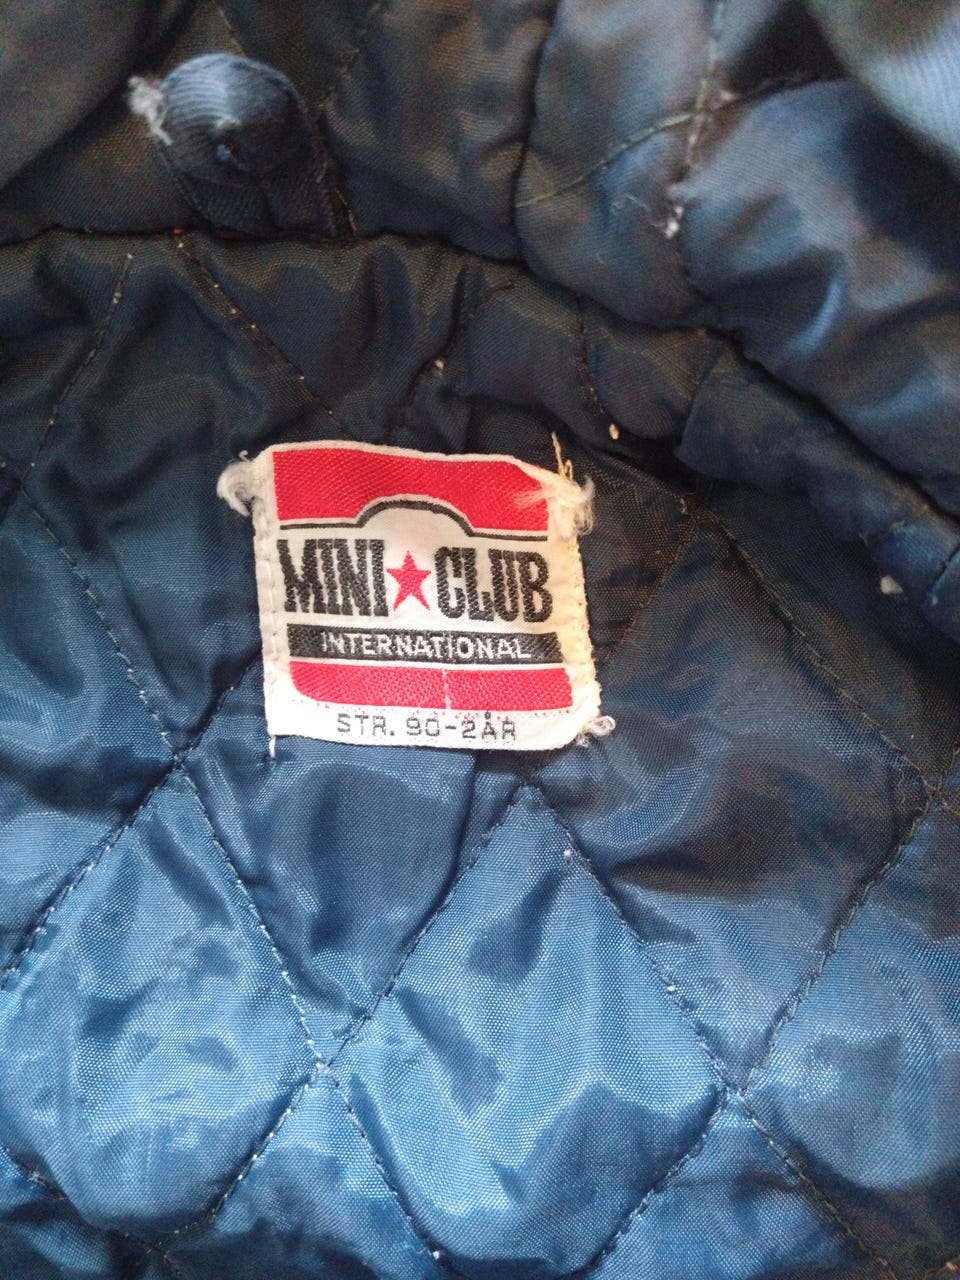 MINI★CLUB
INTERNATIONAL
STR. 90-2ÅR